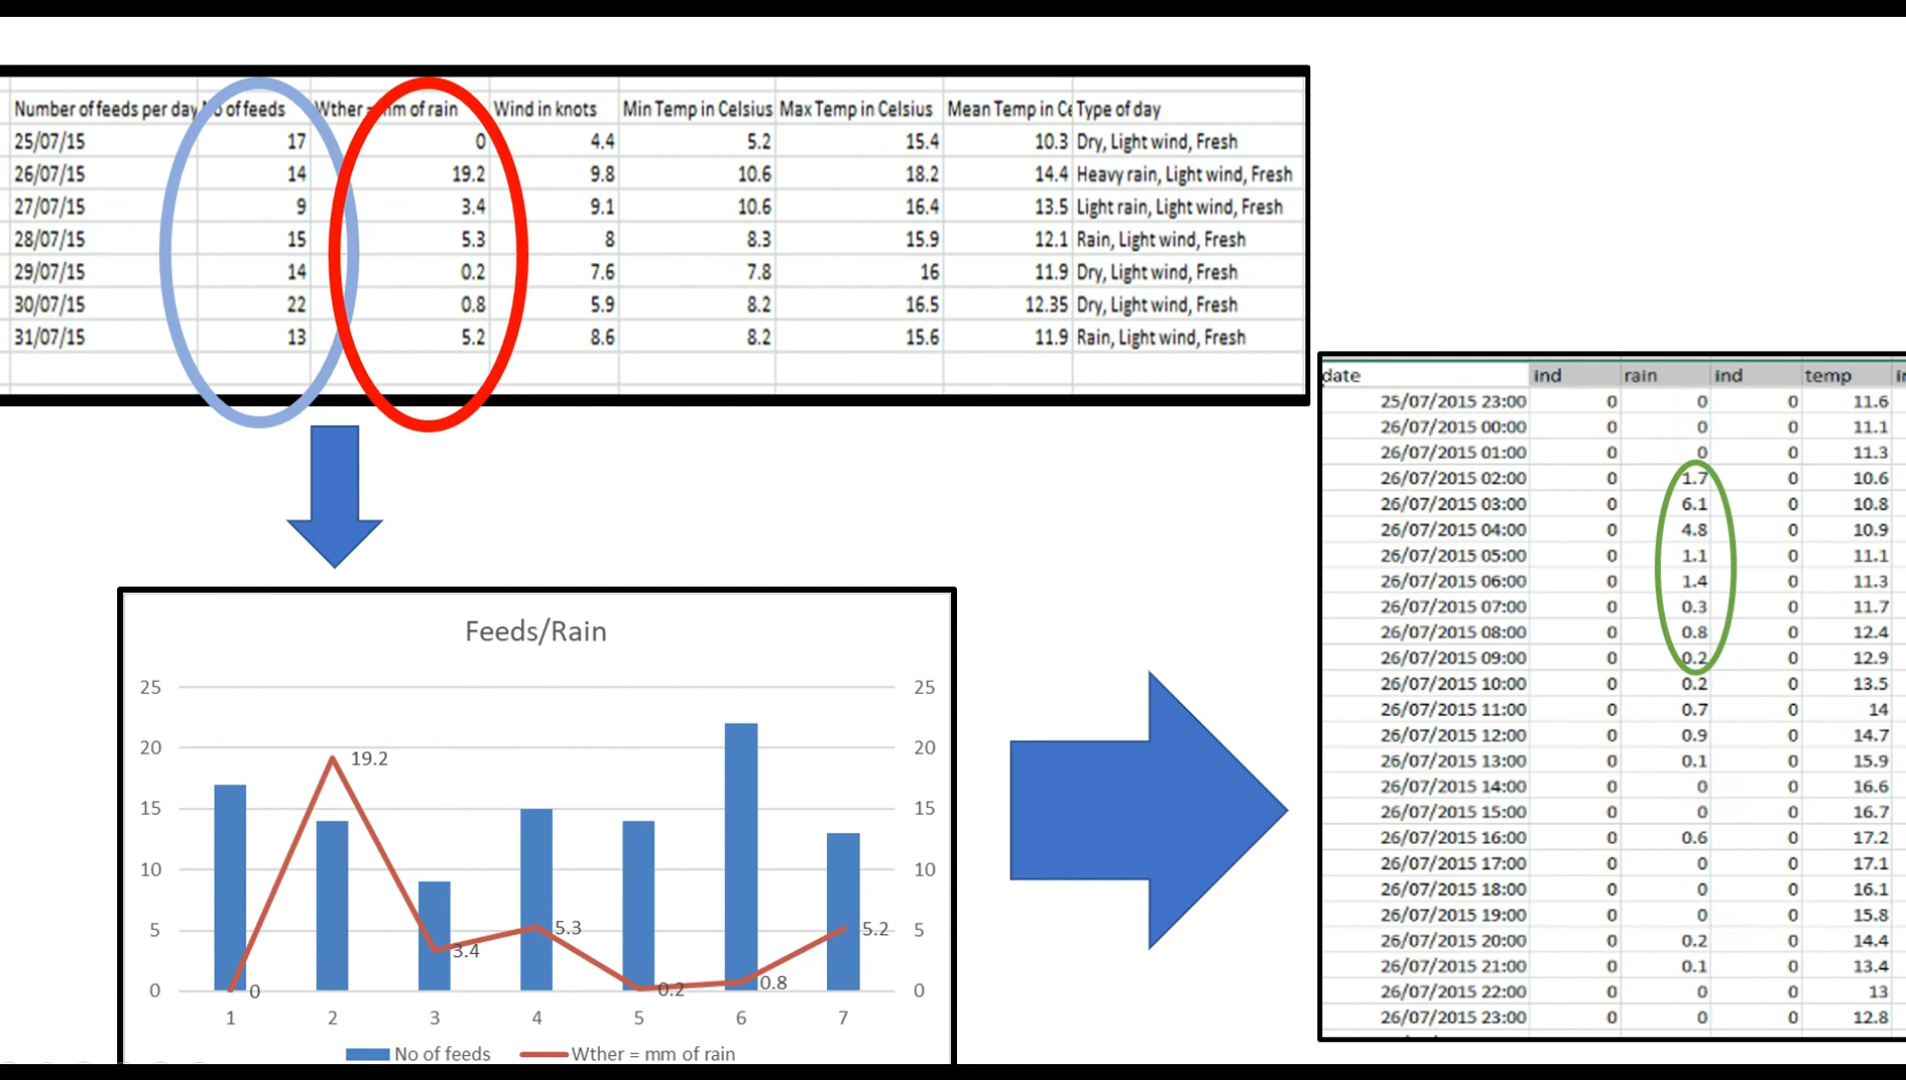 Number of feeds per day No of feeds Wther = mm of rain Wind in knots Min Temp in Celsius Max Temp in Celsius Mean Temp in Ce Type of day
25/07/15 17 0 4.4 5.2 15.4 10.3 Dry, Light wind, Fresh
26/07/15 14 19.2 9.8 10.6 18.2 14.4 Heavy rain, Light wind, Fresh
27/07/15 9 3.4 9.1 10.6 16.4 13.5 Light rain, Light wind, Fresh
28/07/15 15 5.3 8 8.3 15.9 12.1 Rain, Light wind, Fresh
29/07/15 14 0.2 7.6 7.8 16 11.9 Dry, Light wind, Fresh
30/07/15 22 0.8 5.9 8.2 16.5 12.35 Dry, Light wind, Fresh
31/07/15 13 5.2 8.6 8.2 15.6 11.9 Rain, Light wind, Fresh
Feeds/Rain
25 25
20 20
19.2
15 15
10 10
5 5.3 5.2 5
3.4
0 0 0.2 0.8 0
1 2 3 4 5 6 7
No of feeds Wther = mm of rain
date ind rain ind temp
25/07/2015 23:00 0 0 0 11.6
26/07/2015 00:00 0 0 0 11.1
26/07/2015 01:00 0 0 0 11.3
26/07/2015 02:00 0 1.7 0 10.6
26/07/2015 03:00 0 6.1 0 10.8
26/07/2015 04:00 0 4.8 0 10.9
26/07/2015 05:00 0 1.1 0 11.1
26/07/2015 06:00 0 1.4 0 11.3
26/07/2015 07:00 0 0.3 0 11.7
26/07/2015 08:00 0 0.8 0 12.4
26/07/2015 09:00 0 0.2 0 12.9
26/07/2015 10:00 0 0.2 0 13.5
26/07/2015 11:00 0 0.7 0 14
26/07/2015 12:00 0 0.9 0 14.7
26/07/2015 13:00 0 0.1 0 15.9
26/07/2015 14:00 0 0 0 16.6
26/07/2015 15:00 0 0 0 16.7
26/07/2015 16:00 0 0.6 0 17.2
26/07/2015 17:00 0 0 0 17.1
26/07/2015 18:00 0 0 0 16.1
26/07/2015 19:00 0 0 0 15.8
26/07/2015 20:00 0 0.2 0 14.4
26/07/2015 21:00 0 0.1 0 13.4
26/07/2015 22:00 0 0 0 13
26/07/2015 23:00 0 0 0 12.8